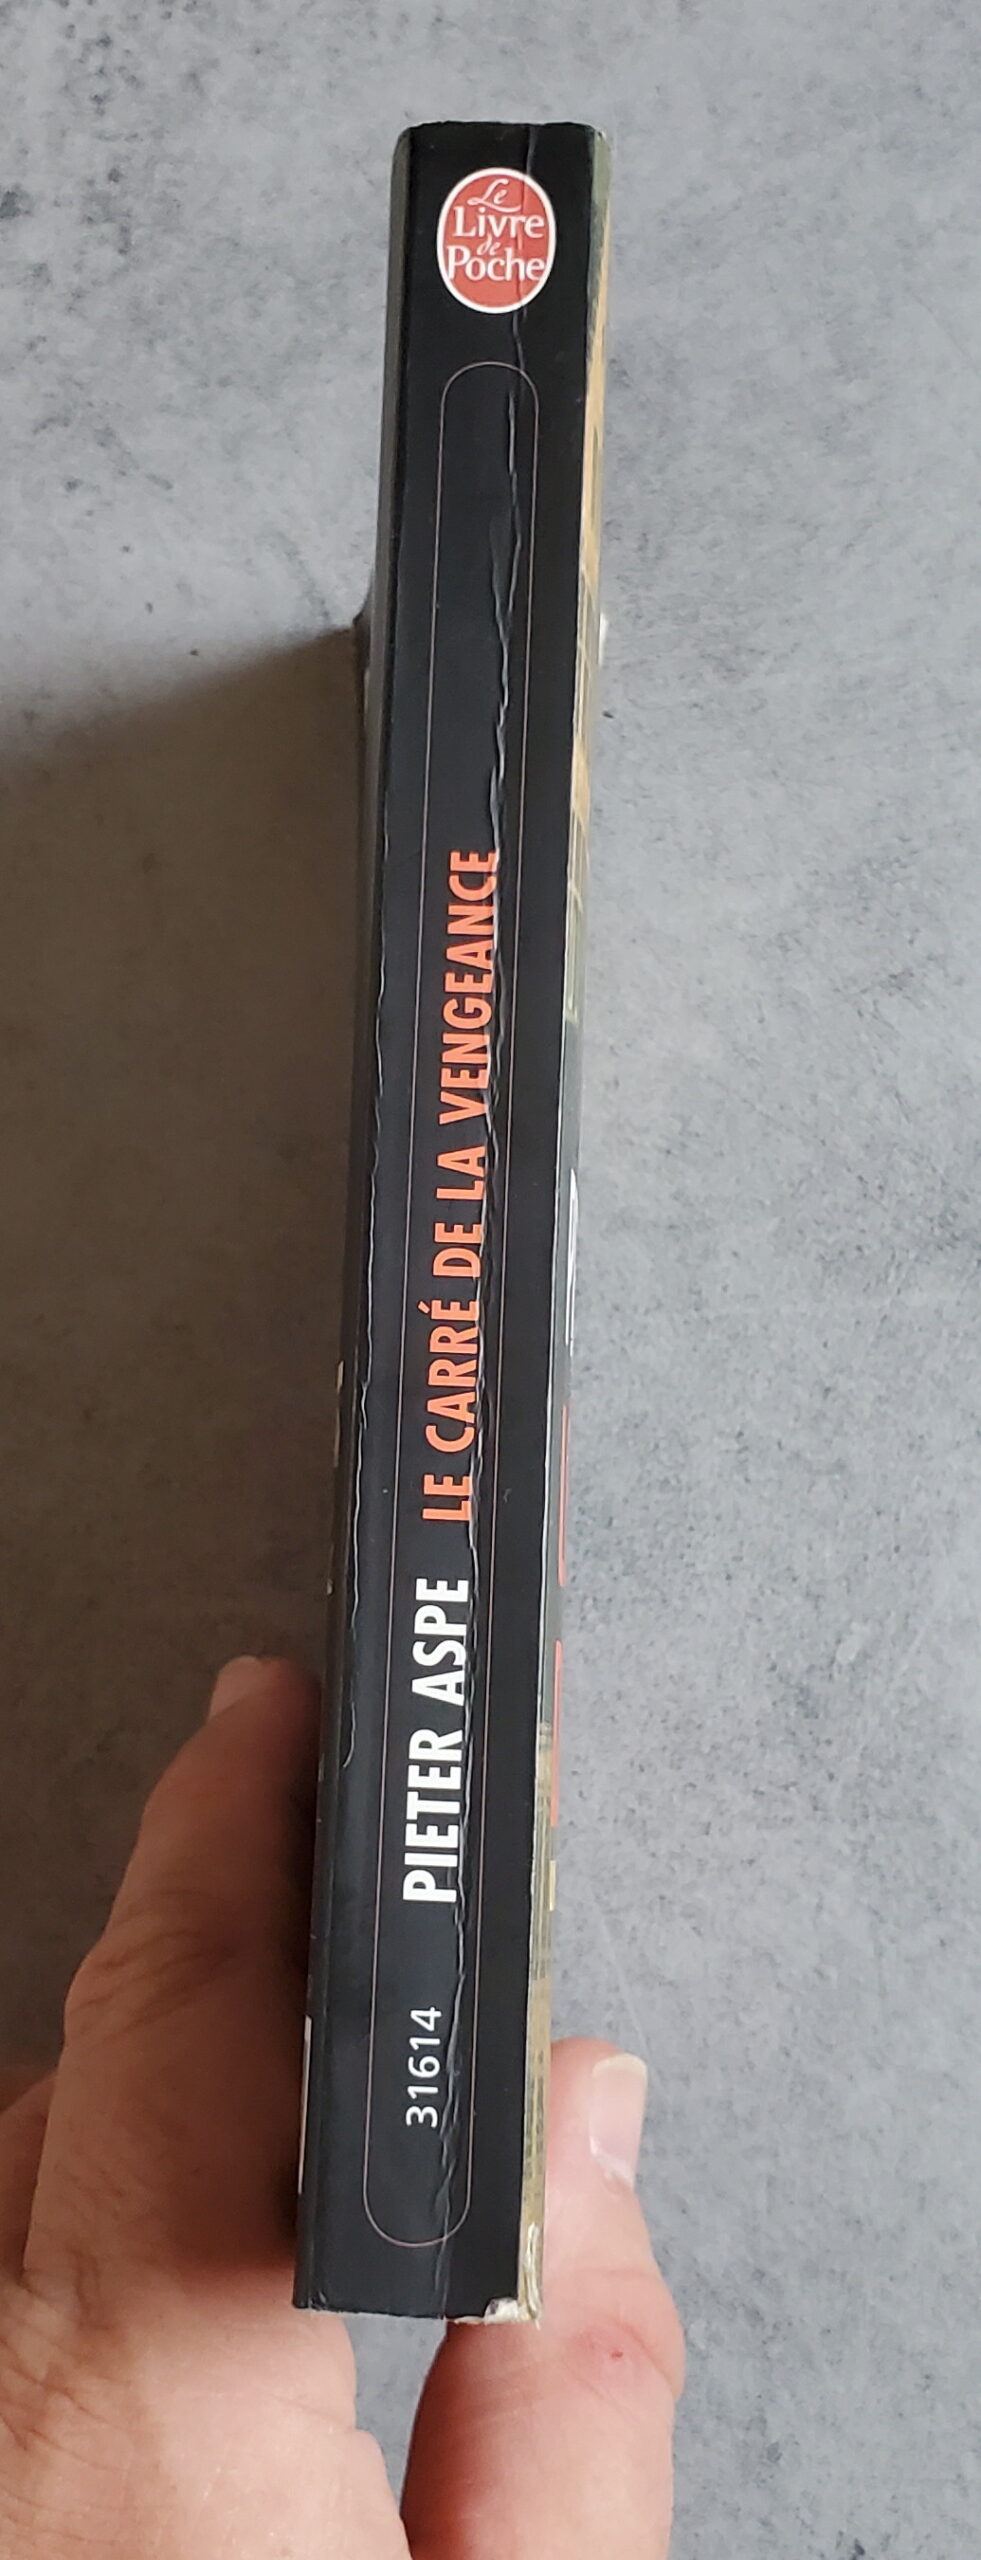 Le
Livre
de
Poche
31614 PIETER ASPE LE CARRÉ DE LA VENGEANCE